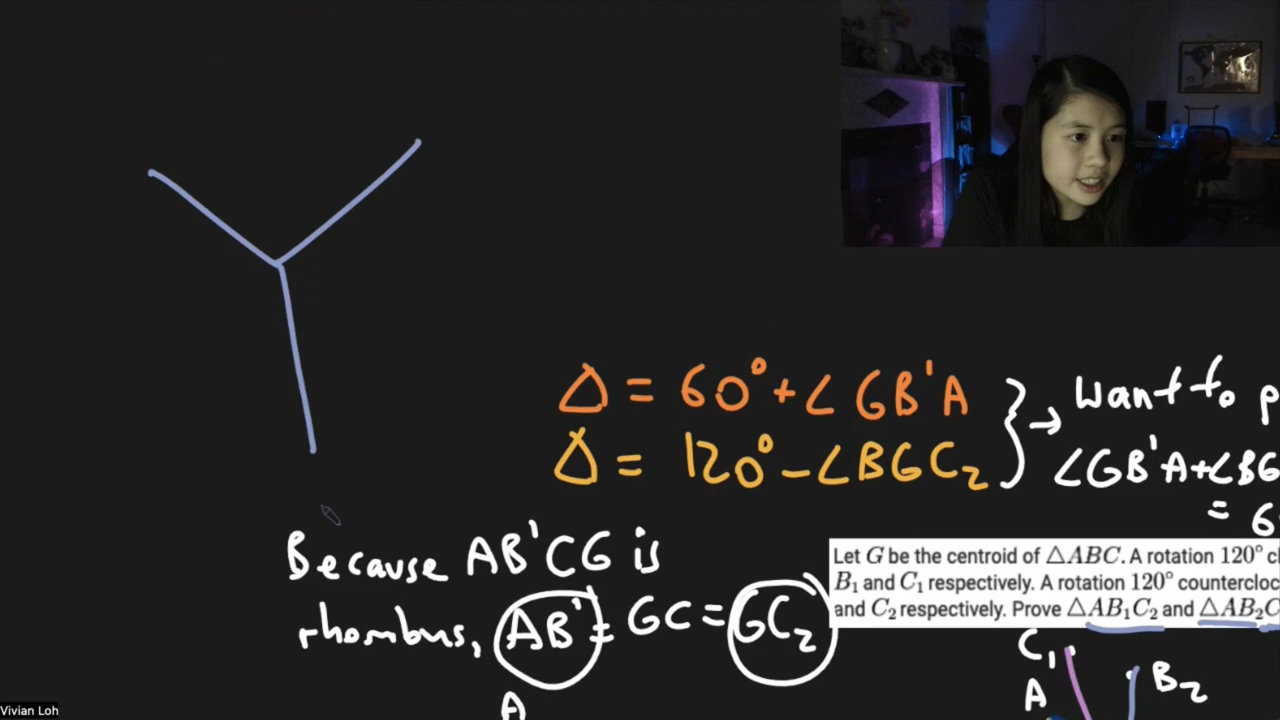 Δ = 60° + ∠GB'A
Δ = 120° − ∠BGC₂
→ Want to p
∠GB'A+∠BG
= 6
Because AB'CG is
rhombus, AB' = GC = GC₂
A
Let G be the centroid of △ABC. A rotation 120° cl
B₁ and C₁ respectively. A rotation 120° countercloc
and C₂ respectively. Prove △AB₁C₂ and △AB₂C
C₁
A
B₂
Vivian Loh